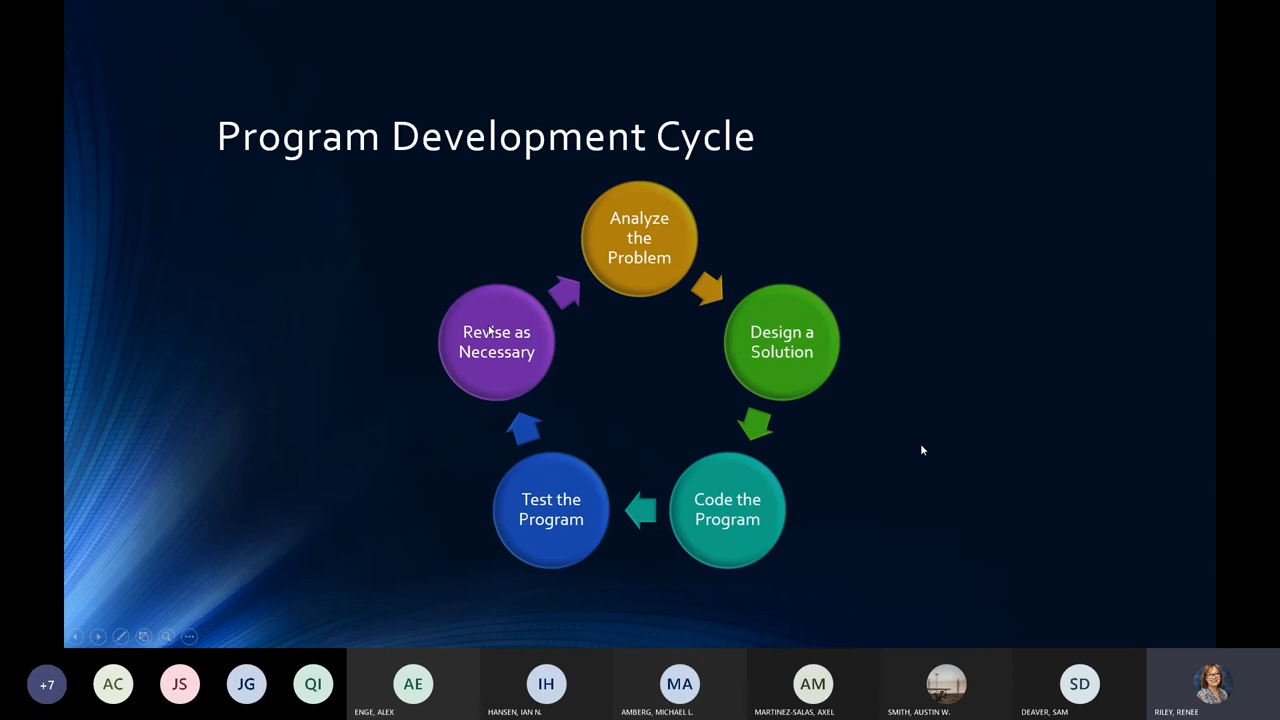 Program Development Cycle
Analyze
the
Problem
Revise as
Necessary
Design a
Solution
Test the
Program
Code the
Program
+7
AC
JS
JG
QI
AE
IH
MA
AM
SD
ENGE, ALEX
HANSEN, IAN N.
AMBERG, MICHAEL L.
MARTINEZ-SALAS, AXEL
SMITH, AUSTIN W.
DEAVER, SAM
RILEY, RENEE